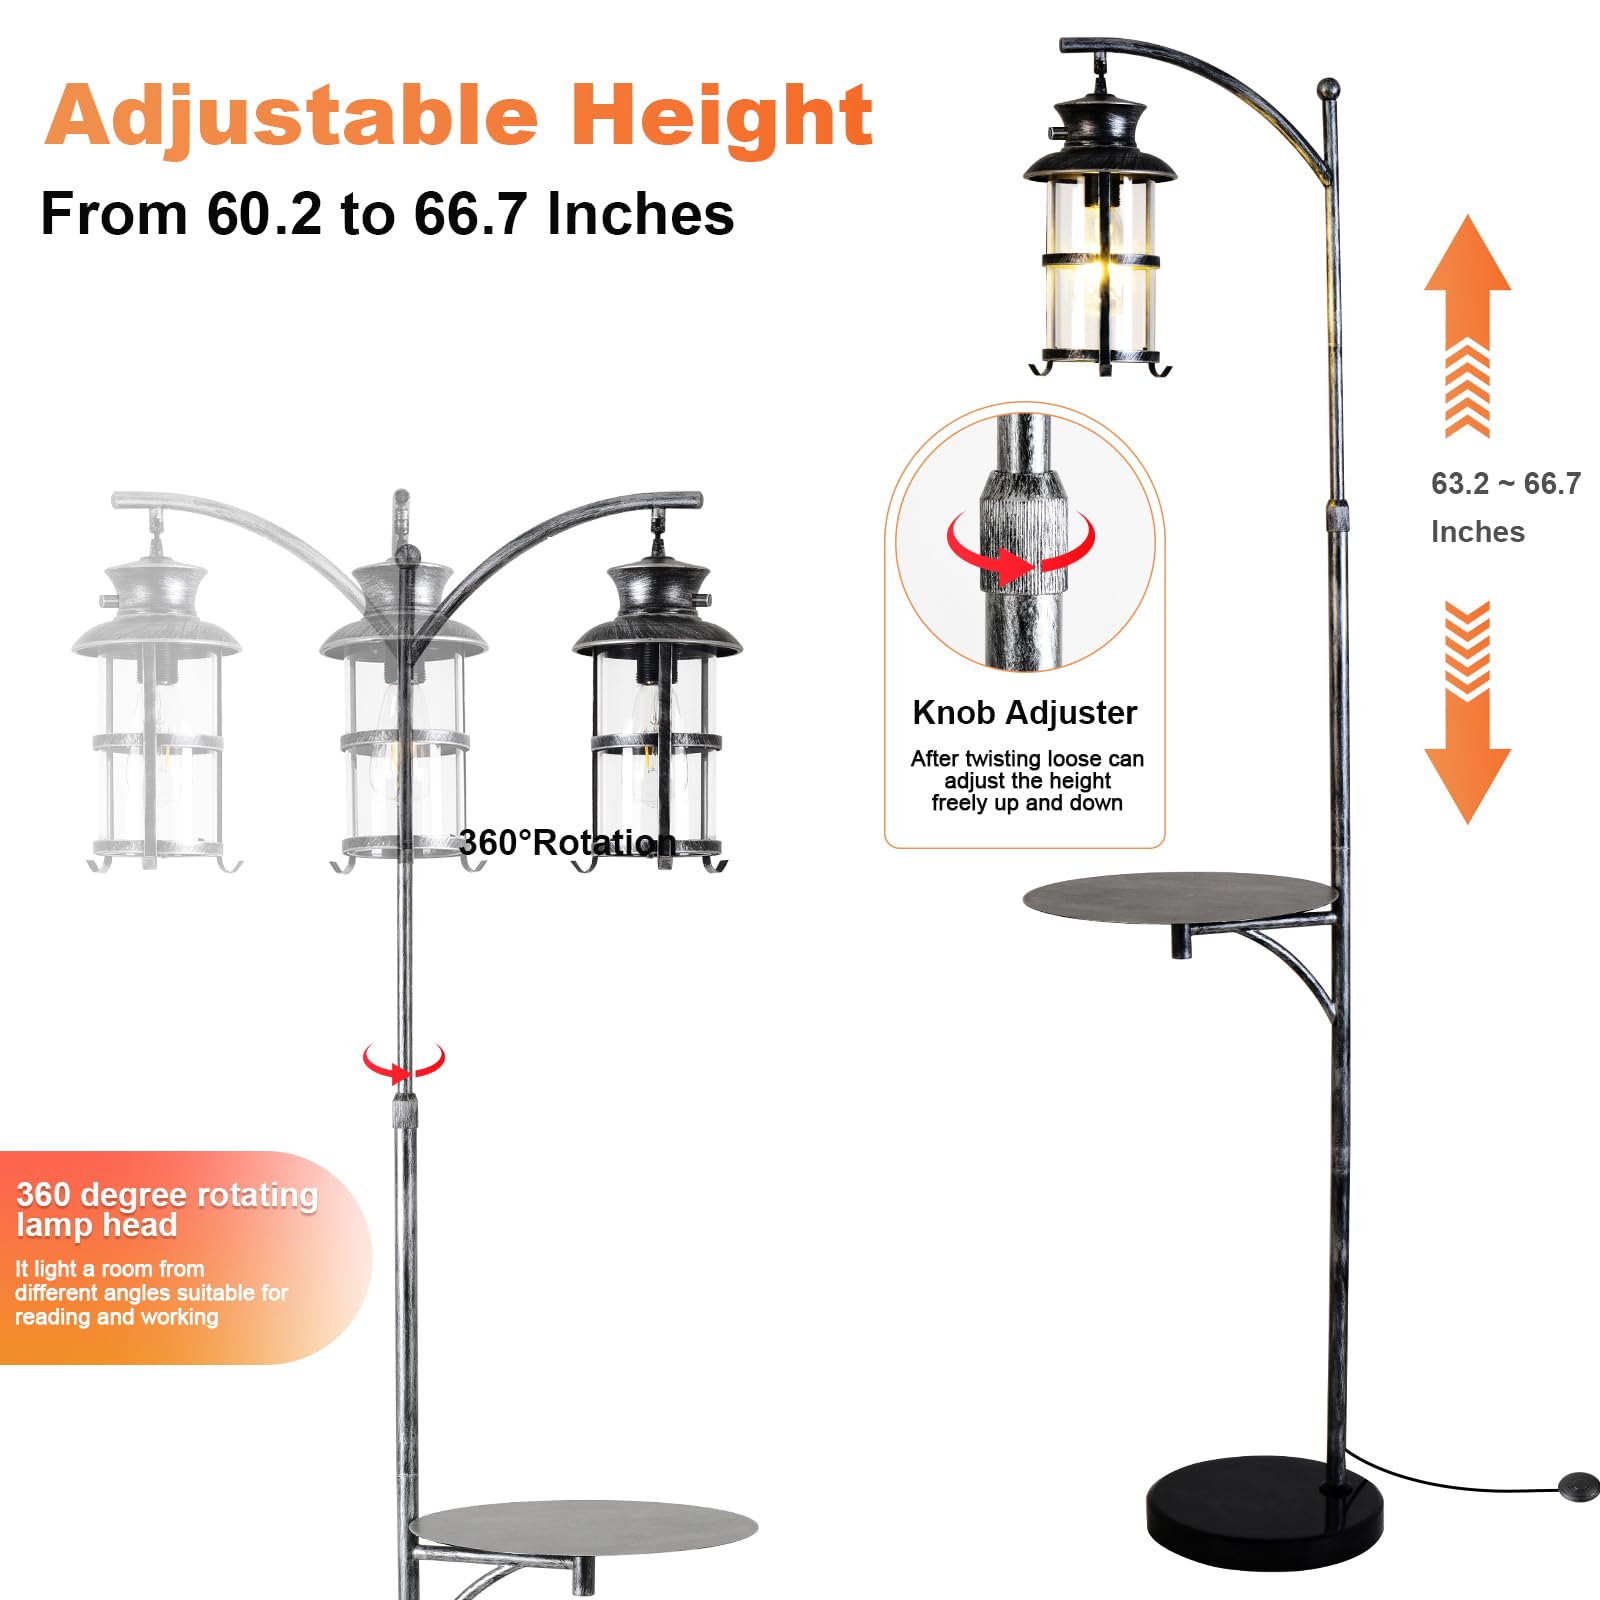 Adjustable Height
From 60.2 to 66.7 Inches
63.2 ~ 66.7
Inches
Knob Adjuster
After twisting loose can
adjust the height
freely up and down
360°Rotation
360 degree rotating
lamp head
It light a room from
different angles suitable for
reading and working